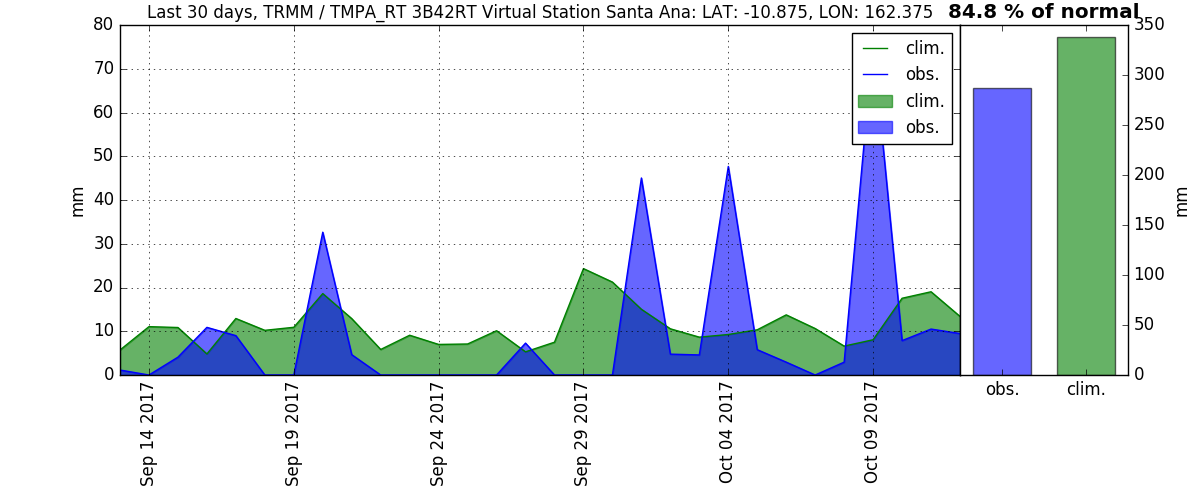 Last 30 days, TRMM / TMPA_RT 3B42RT Virtual Station Santa Ana: LAT: -10.875, LON: 162.375
84.8 % of normal
80
70
60
50
40
30
20
10
0
mm
clim.
obs.
clim.
obs.
Sep 14 2017
Sep 19 2017
Sep 24 2017
Sep 29 2017
Oct 04 2017
Oct 09 2017
350
300
250
200
150
100
50
0
mm
obs.
clim.